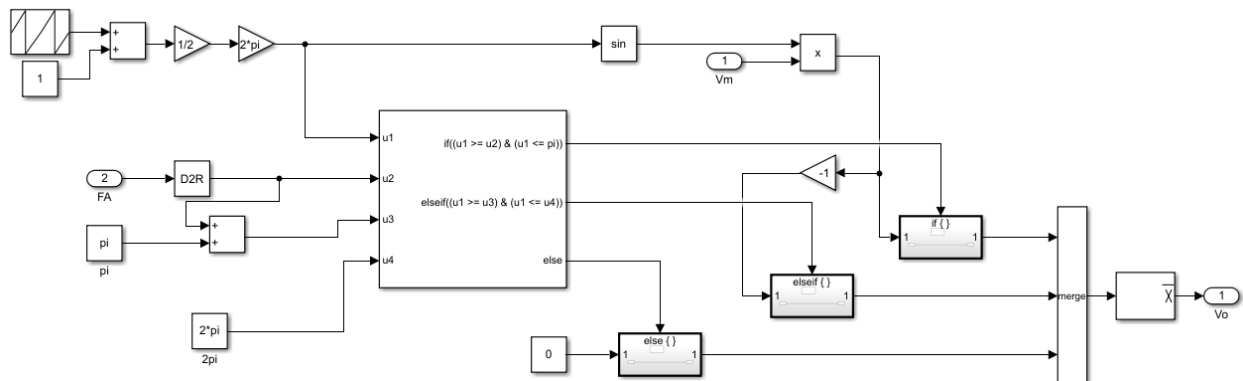 +
+
1
1/2
2*pi
sin
1
Vm
x
u1
u2
u3
u4
if((u1 >= u2) & (u1 <= pi))
elseif((u1 >= u3) & (u1 <= u4))
else
2
FA
D2R
+
+
pi
pi
2*pi
2pi
-1
if { }
1
1
elseif { }
1
1
0
else { }
1
1
merge
x
1
Vo